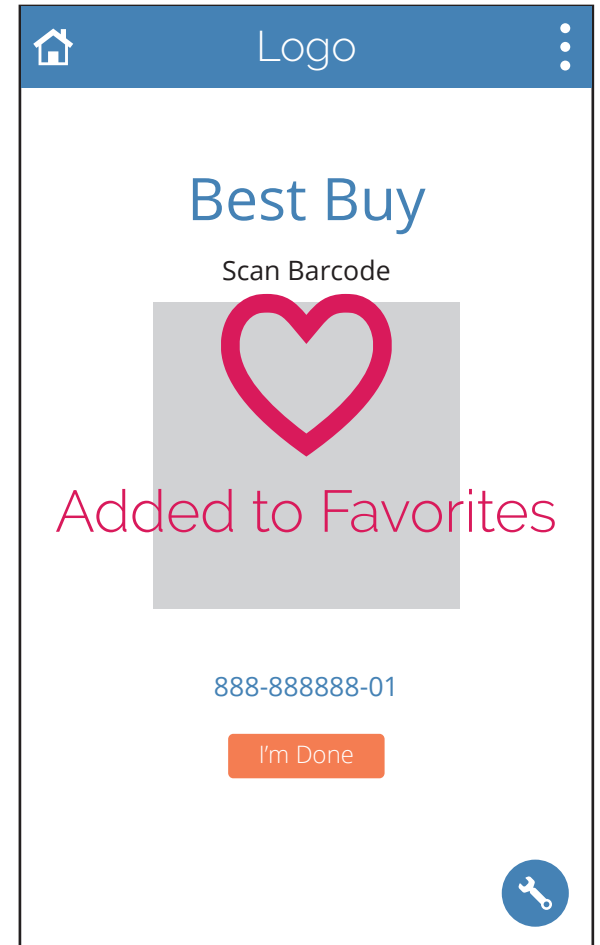 Logo
Best Buy
Scan Barcode
Added to Favorites
888-888888-01
I'm Done